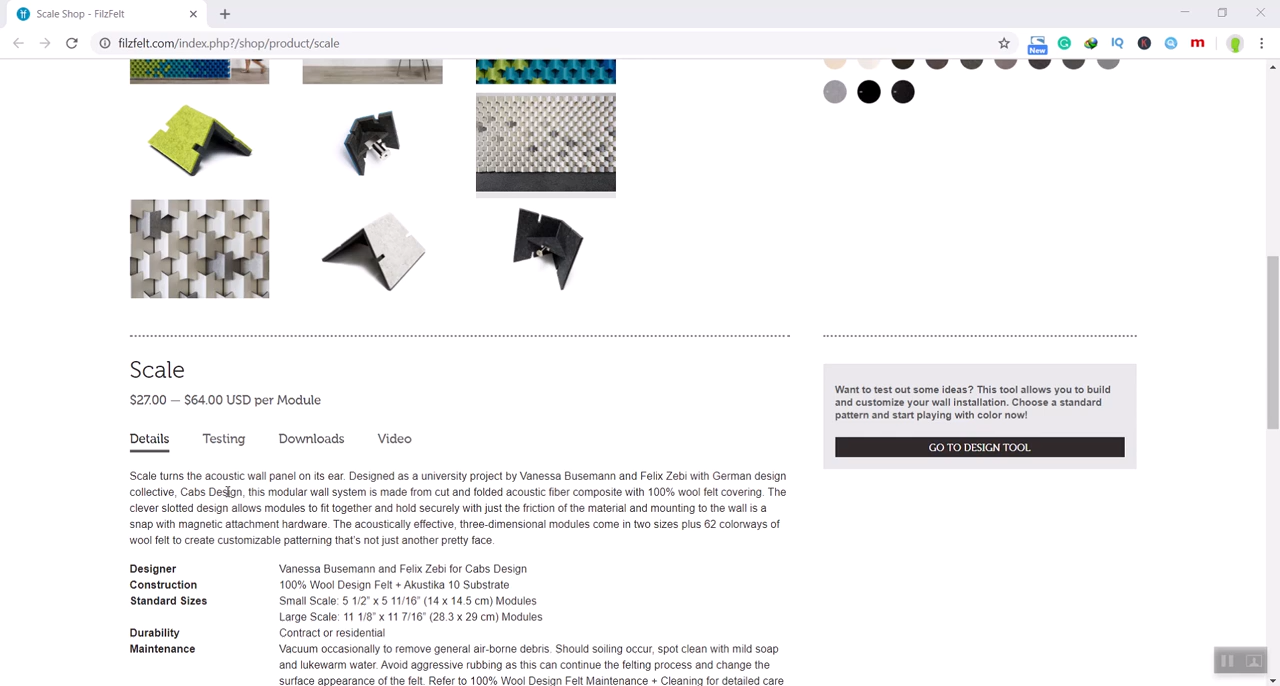 Scale Shop - FilzFelt
filzfelt.com/index.php?/shop/product/scale
New
IQ
K
m
Scale
$27.00 — $64.00 USD per Module
Details Testing Downloads Video
Scale turns the acoustic wall panel on its ear. Designed as a university project by Vanessa Busemann and Felix Zebi with German design
collective, Cabs Design, this modular wall system is made from cut and folded acoustic fiber composite with 100% wool felt covering. The
clever slotted design allows modules to fit together and hold securely with just the friction of the material and mounting to the wall is a
snap with magnetic attachment hardware. The acoustically effective, three-dimensional modules come in two sizes plus 62 colorways of
wool felt to create customizable patterning that's not just another pretty face.
Designer Vanessa Busemann and Felix Zebi for Cabs Design
Construction 100% Wool Design Felt + Akustika 10 Substrate
Standard Sizes Small Scale: 5 1/2” x 5 11/16” (14 x 14.5 cm) Modules
Large Scale: 11 1/8” x 11 7/16” (28.3 x 29 cm) Modules
Durability Contract or residential
Maintenance Vacuum occasionally to remove general air-borne debris. Should soiling occur, spot clean with mild soap
and lukewarm water. Avoid aggressive rubbing as this can continue the felting process and change the
surface appearance of the felt. Refer to 100% Wool Design Felt Maintenance + Cleaning for detailed care
Want to test out some ideas? This tool allows you to build
and customize your wall installation. Choose a standard
pattern and start playing with color now!
GO TO DESIGN TOOL